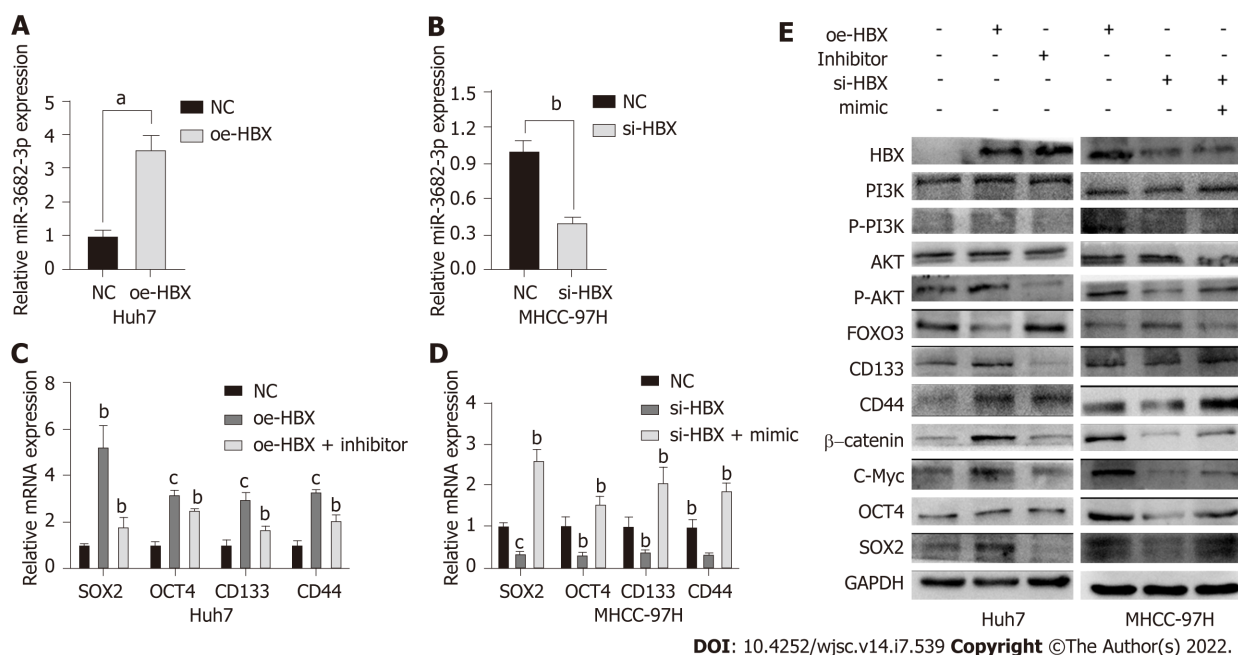 A
Relative miR-3682-3p expression
5
4
3
2
1
0
a
NC
oe-HBX
NC oe-HBX
Huh7
B
Relative miR-3682-3p expression
1.5
1.2
0.9
0.6
0.3
0.0
b
NC
si-HBX
NC si-HBX
MHCC-97H
C
Relative mRNA expression
8
6
4
2
0
NC
oe-HBX
oe-HBX + inhibitor
b b c b c b c b
SOX2 OCT4 CD133 CD44
Huh7
D
Relative mRNA expression
5
4
3
2
1
0
NC
si-HBX
si-HBX + mimic
c b b b b b b b
SOX2 OCT4 CD133 CD44
MHCC-97H
E
oe-HBX - + - + - -
Inhibitor - - + - - -
si-HBX - - - - + +
mimic - - - - - +
HBX
PI3K
P-PI3K
AKT
P-AKT
FOXO3
CD133
CD44
β-catenin
C-Myc
OCT4
SOX2
GAPDH
Huh7 MHCC-97H
DOI: 10.4252/wjsc.v14.i7.539 Copyright ©The Author(s) 2022.